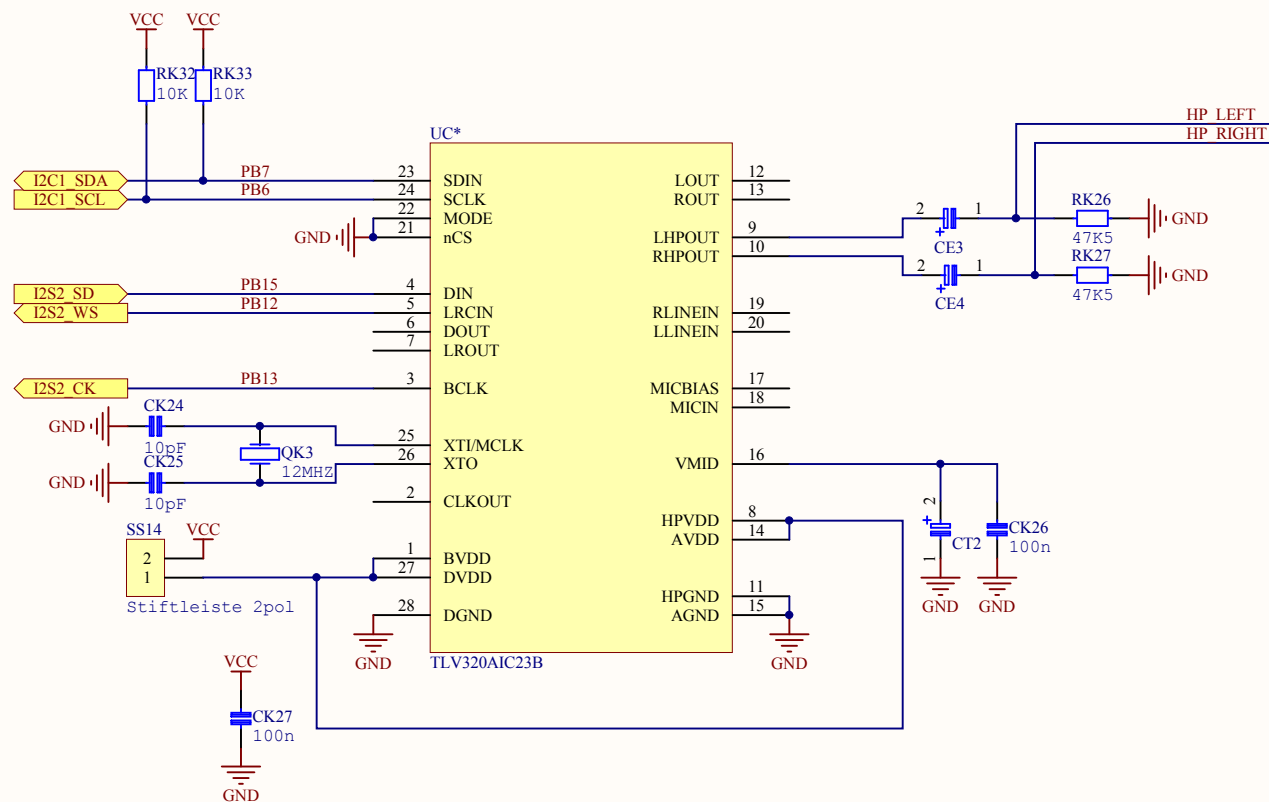 VCC VCC
RK32 RK33
10K 10K
HP_LEFT
HP_RIGHT
UC*
I2C1_SDA PB7 23 SDIN LOUT 12
I2C1_SCL PB6 24 SCLK ROUT 13
22 MODE
GND 21 nCS
LHPOUT 9 2 1 RK26 GND
+ CE3 47K5
RHPOUT 10 2 1 RK27 GND
+ CE4 47K5
I2S2_SD PB15 4 DIN
I2S2_WS PB12 5 LRCIN RLINEIN 19
6 DOUT LLINEIN 20
7 LROUT
I2S2_CK PB13 3 BCLK MICBIAS 17
MICIN 18
CK24
GND 10pF 25 XTI/MCLK
QK3
12MHZ
CK25
GND 10pF 26 XTO VMID 16
2 CLKOUT
2 + 1 CT2
CK26
100n
GND GND
SS14 VCC
2
1
Stiftleiste 2pol
HPVDD 8
AVDD 14
1 BVDD
27 DVDD
HPGND 11
28 DGND AGND 15
GND GND
TLV320AIC23B
VCC
CK27
100n
GND